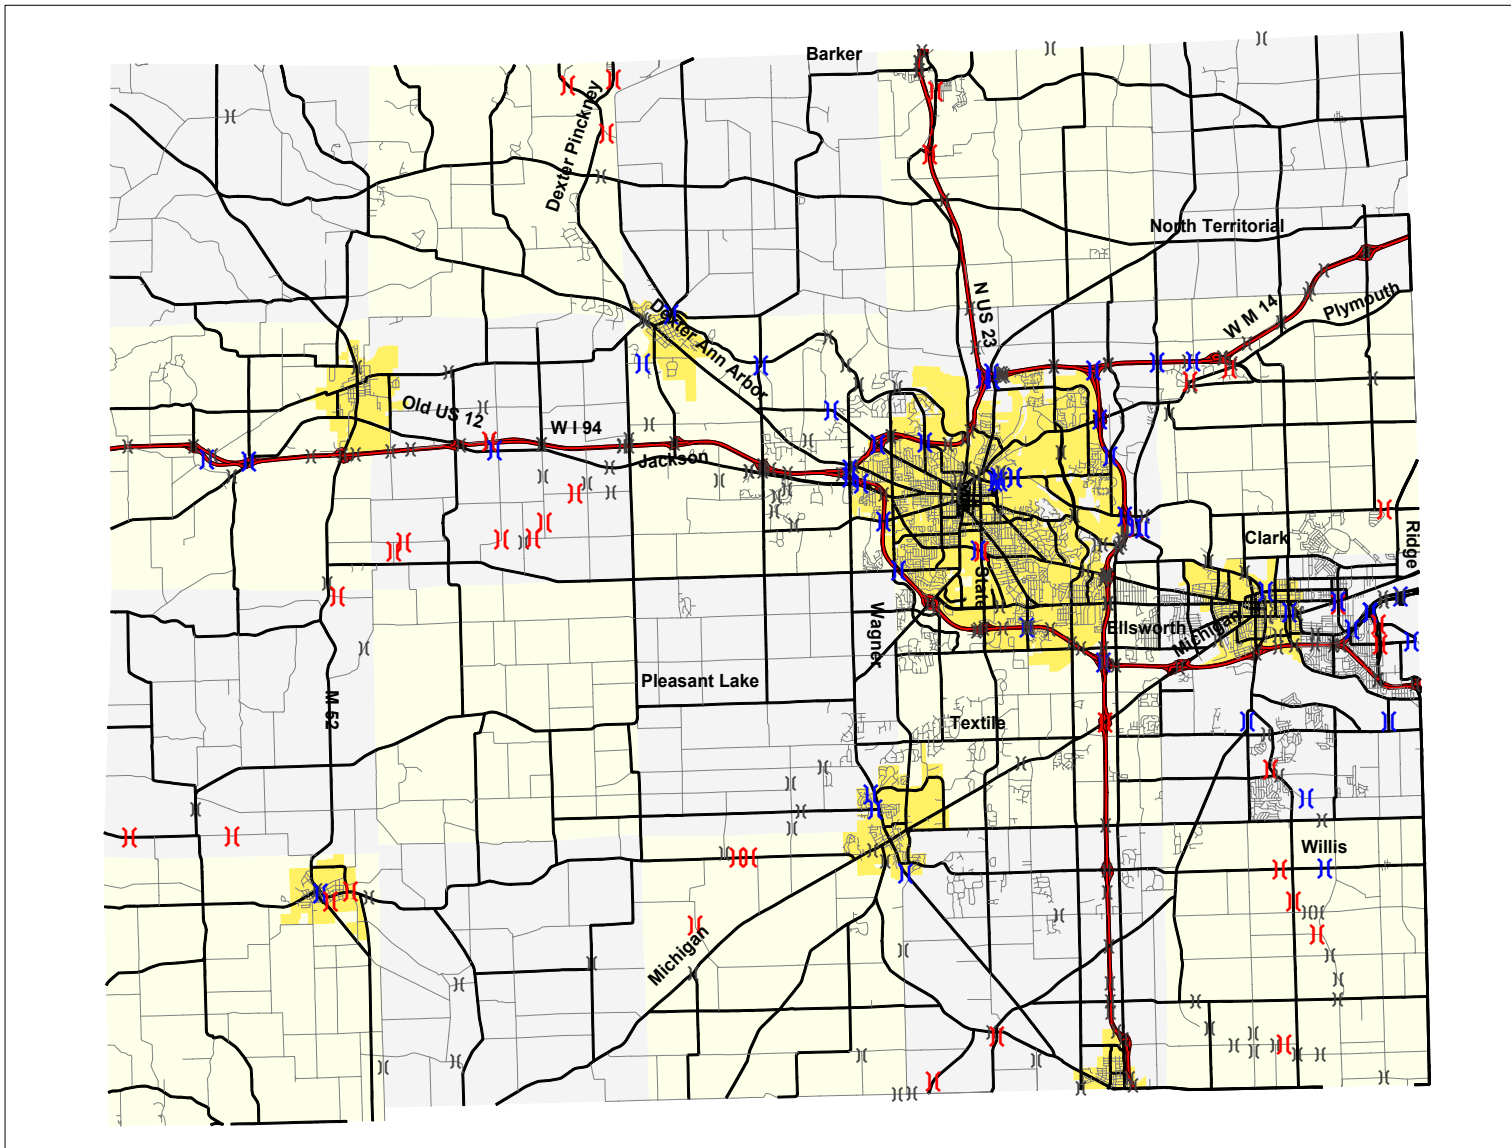 Barker
Dexter Pinckney
North Territorial
N US 23
W M 14
Plymouth
Dexter Ann Arbor
Old US 12
W I 94
Jackson
Clark
Ridge
State
Wagner
Ellsworth
Michigan
Pleasant Lake
M 52
Textile
Willis
Michigan